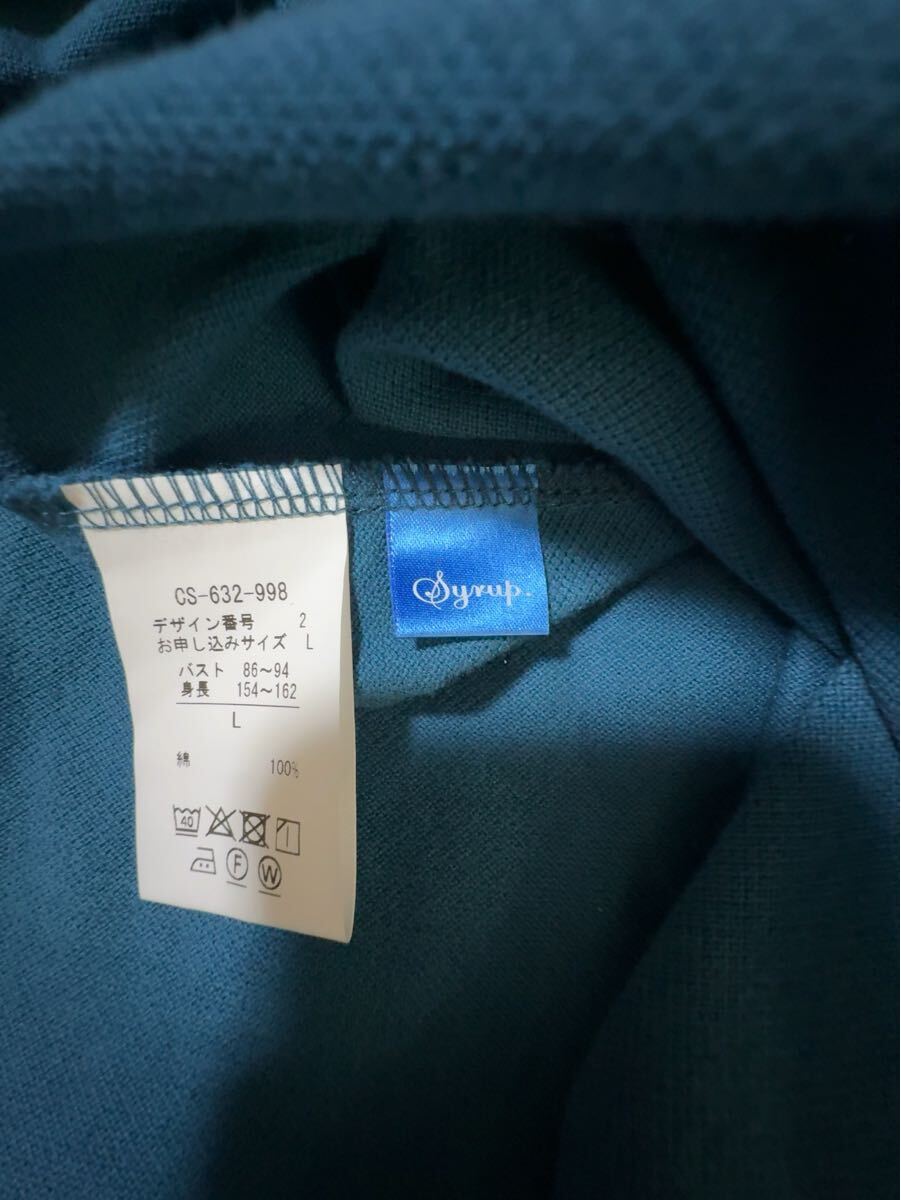 CS-632-998
デザイン番号 2
お申し込みサイズ L
バスト 86～94
身長 154～162
L
綿 100%
40
F W
Syrup.